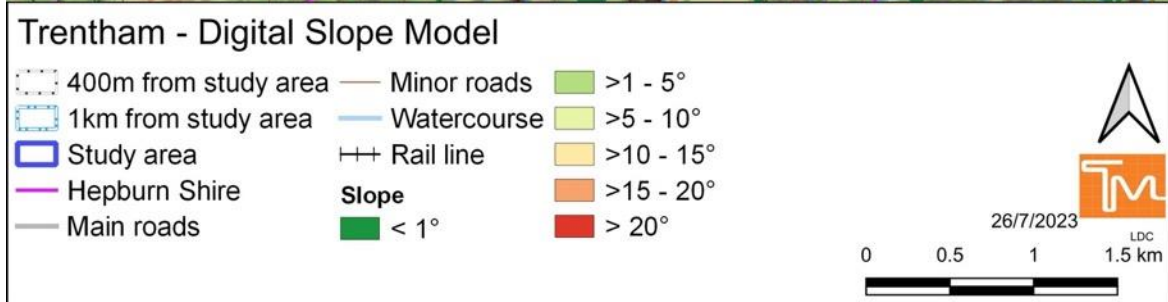 Trentham - Digital Slope Model
400m from study area
1km from study area
Study area
Hepburn Shire
Main roads
Minor roads
Watercourse
Rail line
Slope
< 1°
>1 - 5°
>5 - 10°
>10 - 15°
>15 - 20°
> 20°
TM
26/7/2023
LDC
0 0.5 1 1.5 km